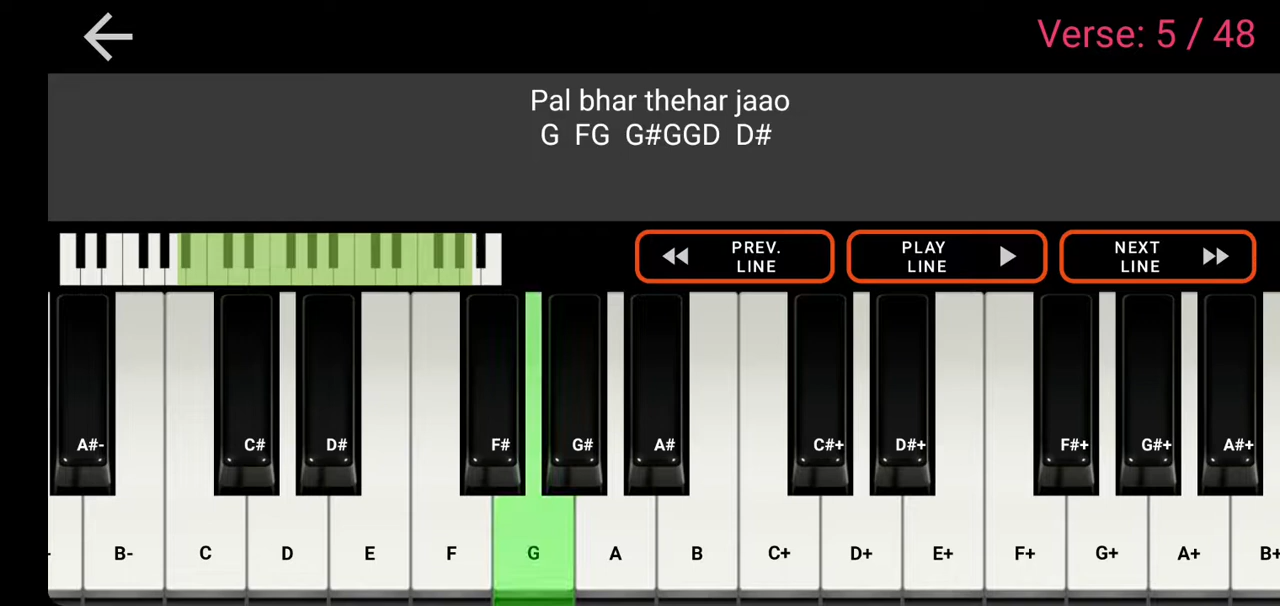 Verse: 5 / 48
Pal bhar thehar jaao
G FG G#GGD D#
PREV. LINE
PLAY LINE
NEXT LINE
A#- C# D# F# G# A# C#+ D#+ F#+ G#+ A#+
B- C D E F G A B C+ D+ E+ F+ G+ A+ B+